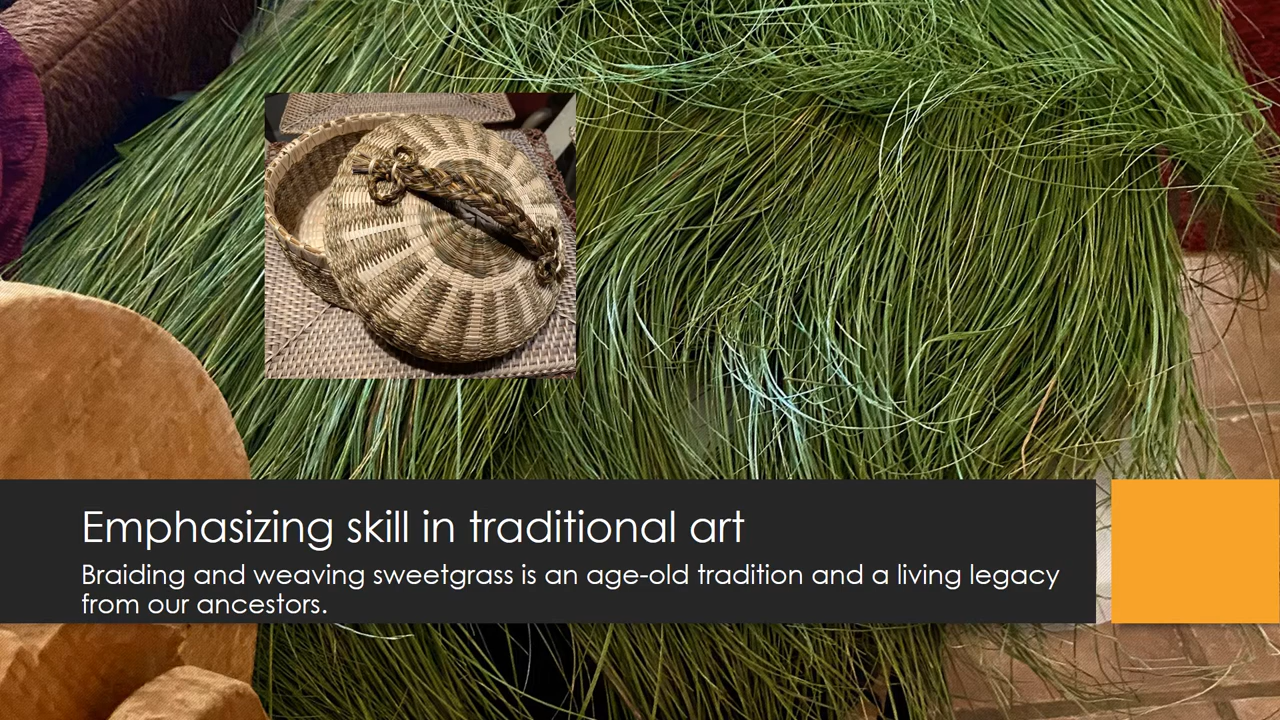 Emphasizing skill in traditional art
Braiding and weaving sweetgrass is an age-old tradition and a living legacy
from our ancestors.